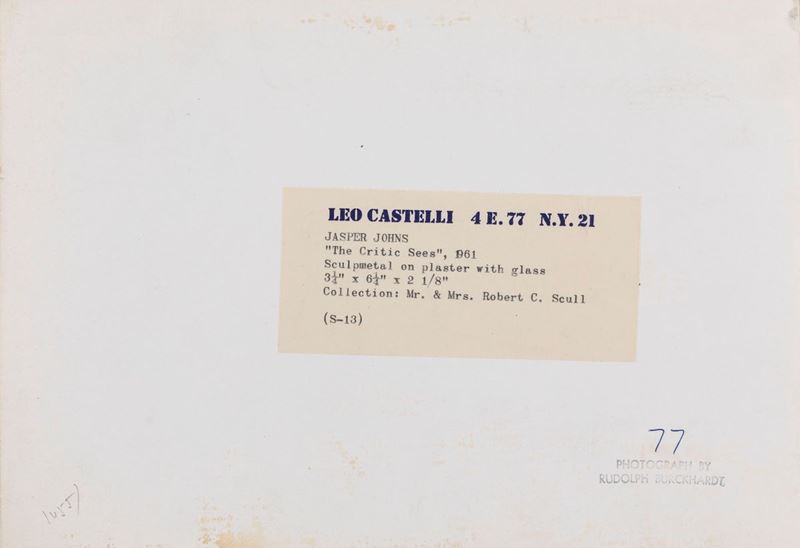 LEO CASTELLI 4 E. 77 N.Y. 21
JASPER JOHNS
"The Critic Sees", 1961
Sculpmetal on plaster with glass
3¼" x 6¼" x 2 1/8"
Collection: Mr. & Mrs. Robert C. Scull
(S-13)
77
PHOTOGRAPH BY
RUDOLPH BURCKHARDT